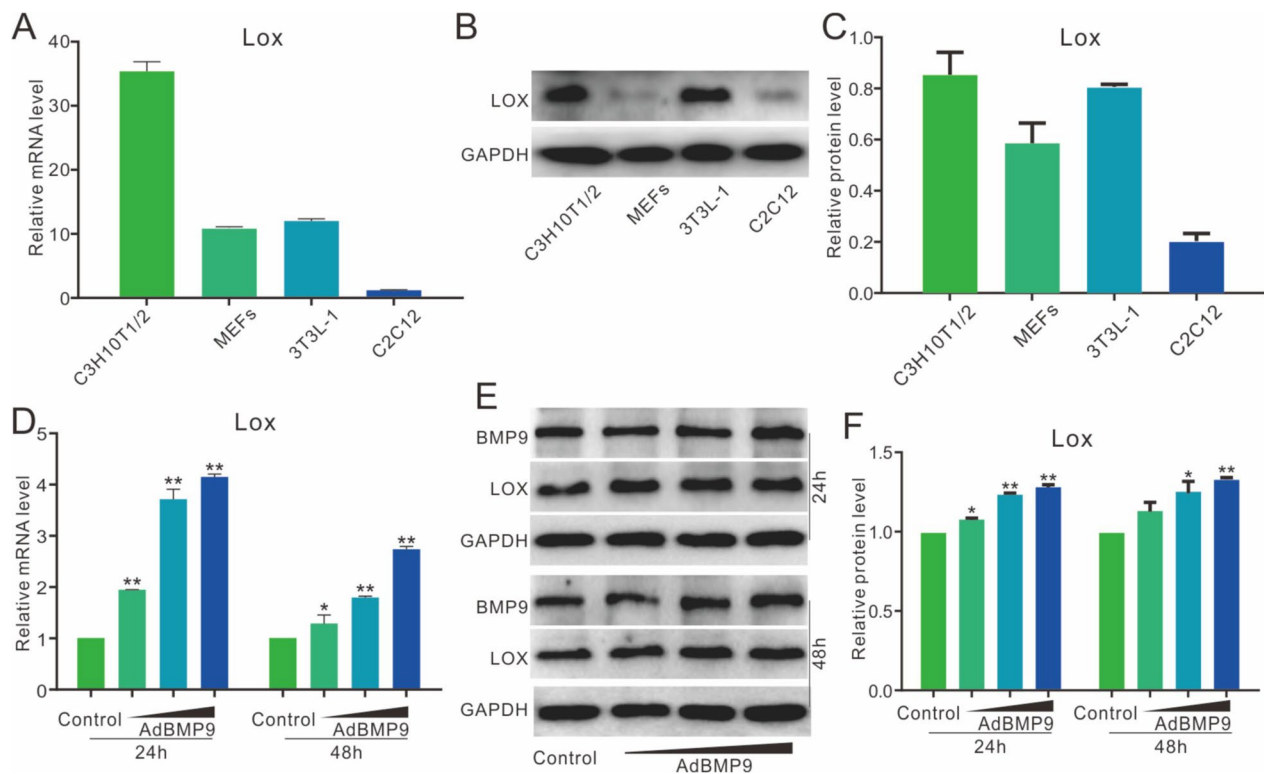 A
Lox
Relative mRNA level
40
30
20
10
0
C3H10T1/2
MEFs
3T3L-1
C2C12
B
LOX
GAPDH
C3H10T1/2
MEFs
3T3L-1
C2C12
C
Lox
Relative protein level
1.0
0.8
0.6
0.4
0.2
0.0
C3H10T1/2
MEFs
3T3L-1
C2C12
D
Lox
Relative mRNA level
5
4
3
2
1
0
**
**
**
*
**
**
Control
AdBMP9
24h
Control
AdBMP9
48h
E
BMP9
LOX
GAPDH
24h
BMP9
LOX
GAPDH
48h
Control
AdBMP9
F
Lox
Relative protein level
1.5
1.0
0.5
0.0
*
**
**
*
**
Control
AdBMP9
24h
Control
AdBMP9
48h